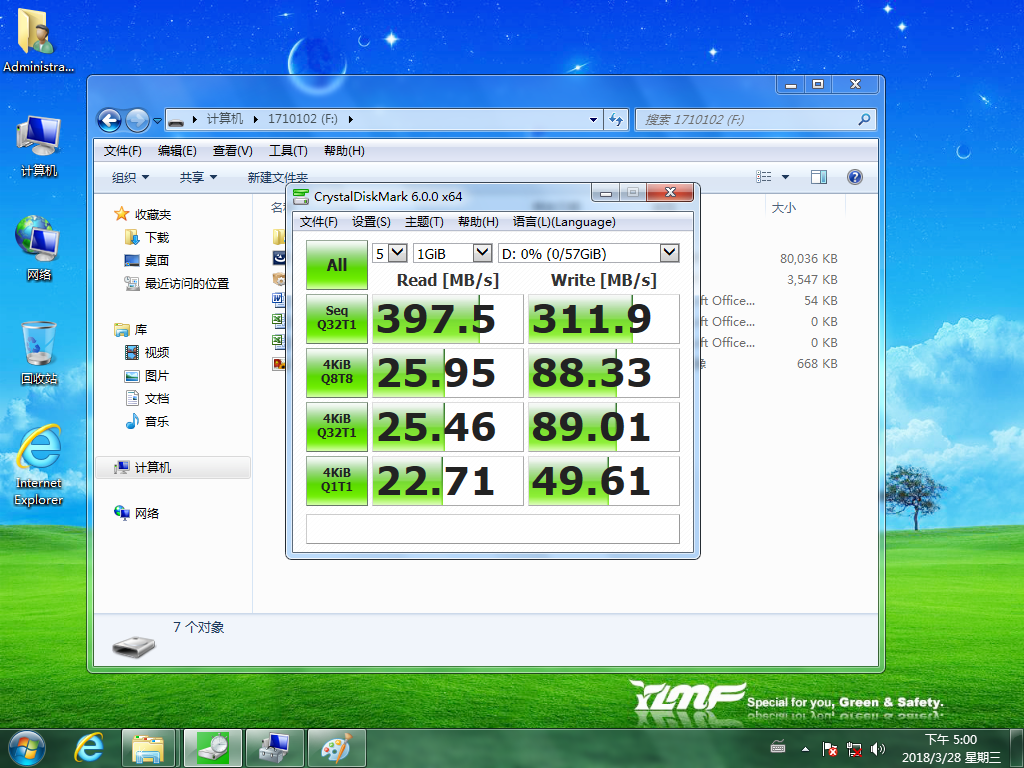 Administra...
计算机
网络
回收站
Internet
Explorer
计算机 1710102 (F:)
搜索 1710102 (F:)
文件(F) 编辑(E) 查看(V) 工具(T) 帮助(H)
组织 共享 新建文件夹
收藏夹
下载
桌面
最近访问的位置
库
视频
图片
文档
音乐
计算机
网络
大小
80,036 KB
3,547 KB
ft Office... 54 KB
ft Office... 0 KB
ft Office... 0 KB
668 KB
7 个对象
CrystalDiskMark 6.0.0 x64
文件(F) 设置(S) 主题(T) 帮助(H) 语言(L)(Language)
All 5 1GiB D: 0% (0/57GiB)
Read [MB/s] Write [MB/s]
Seq
Q32T1 397.5 311.9
4KiB
Q8T8 25.95 88.33
4KiB
Q32T1 25.46 89.01
4KiB
Q1T1 22.71 49.61
YLMF Special for you, Green & Safety.
下午 5:00
2018/3/28 星期三